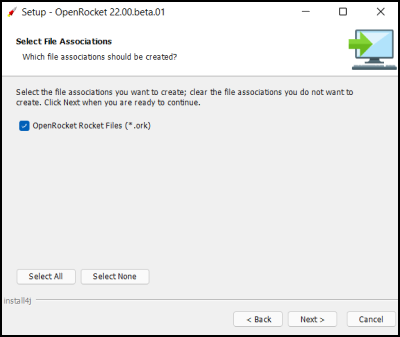 Setup - OpenRocket 22.00.beta.01
Select File Associations
Which file associations should be created?
Select the file associations you want to create; clear the file associations you do not want to
create. Click Next when you are ready to continue.
OpenRocket Rocket Files (*.ork)
Select All
Select None
install4j
< Back
Next >
Cancel